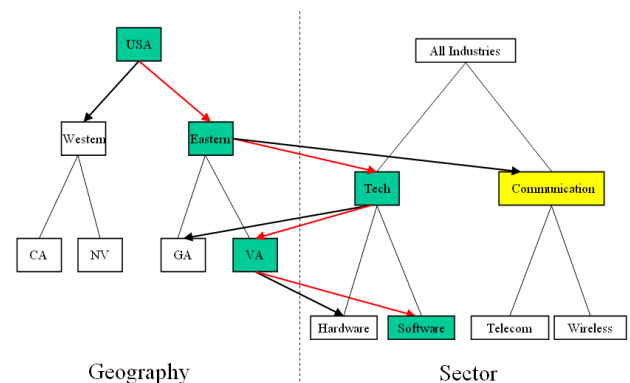 USA
All Industries
Western
Eastern
Tech
Communication
CA
NV
GA
VA
Hardware
Software
Telecom
Wireless
Geography
Sector